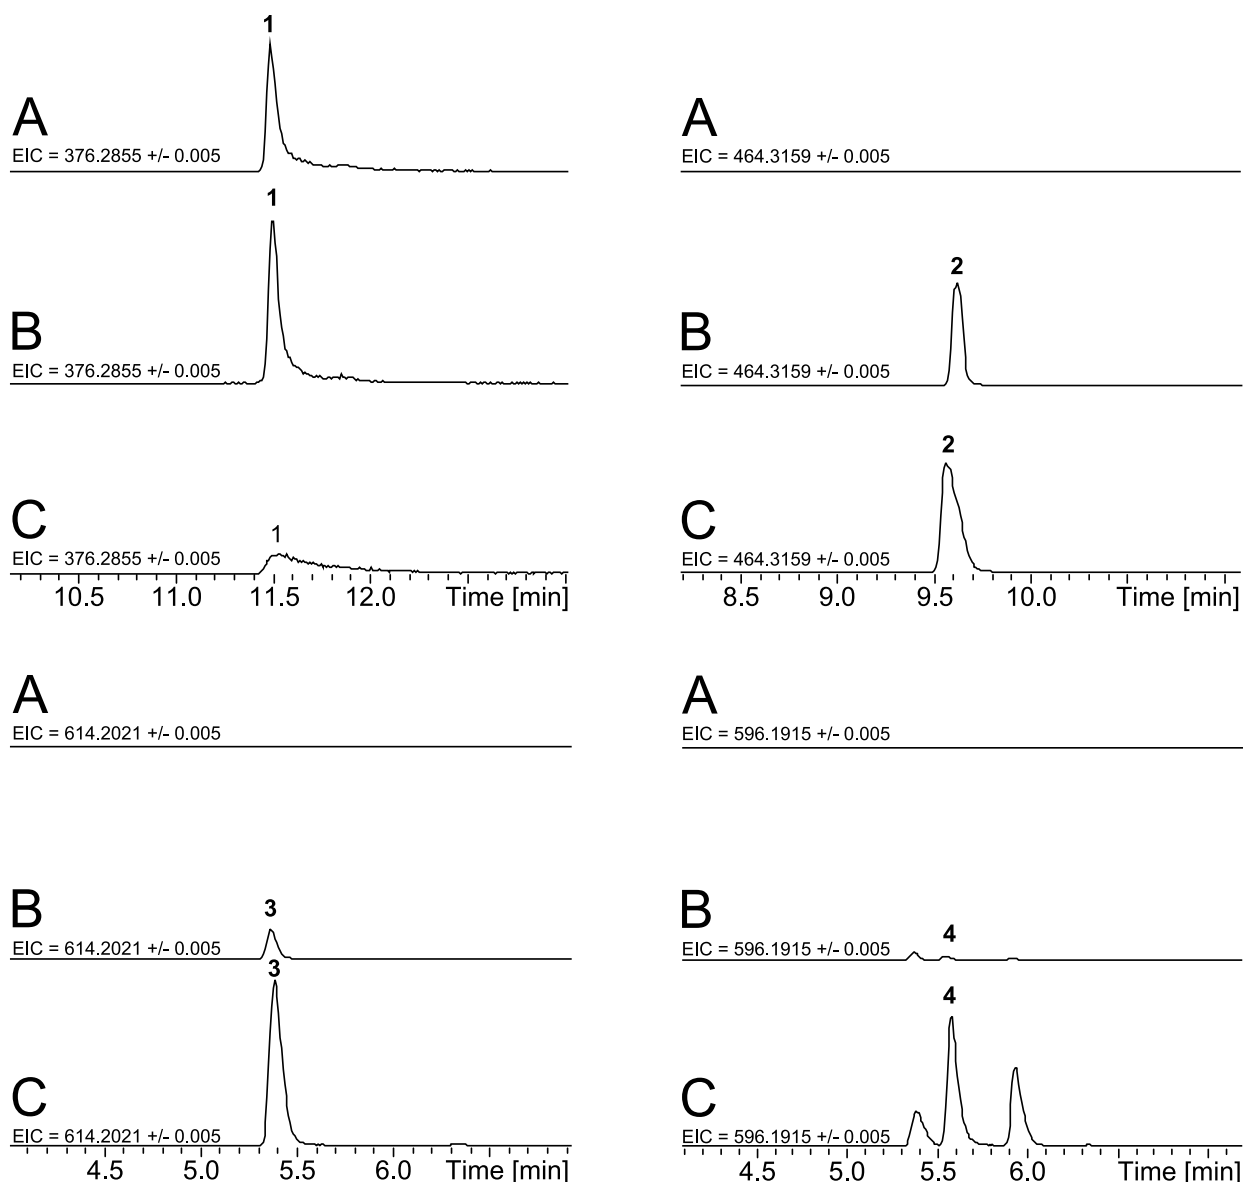 1
A
EIC = 376.2855 +/- 0.005
1
B
EIC = 376.2855 +/- 0.005
1
C
EIC = 376.2855 +/- 0.005
10.5 11.0 11.5 12.0 Time [min]
A
EIC = 464.3159 +/- 0.005
2
B
EIC = 464.3159 +/- 0.005
2
C
EIC = 464.3159 +/- 0.005
8.5 9.0 9.5 10.0 Time [min]
A
EIC = 614.2021 +/- 0.005
3
B
EIC = 614.2021 +/- 0.005
3
C
EIC = 614.2021 +/- 0.005
4.5 5.0 5.5 6.0 Time [min]
A
EIC = 596.1915 +/- 0.005
4
B
EIC = 596.1915 +/- 0.005
4
C
EIC = 596.1915 +/- 0.005
4.5 5.0 5.5 6.0 Time [min]